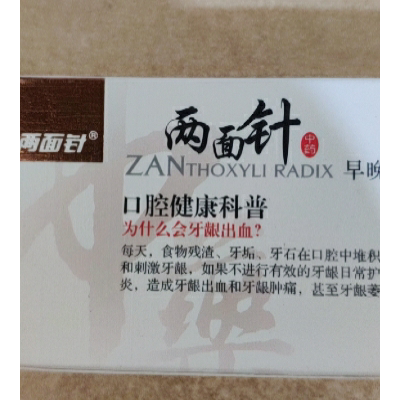 两面针®
两面针 中药
ZANTHOXYLI RADIX 早晚
口腔健康科普
为什么会牙龈出血?
每天，食物残渣、牙垢、牙石在口腔中堆积
和刺激牙龈，如果不进行有效的牙龈日常护
炎，造成牙龈出血和牙龈肿痛，甚至牙龈萎